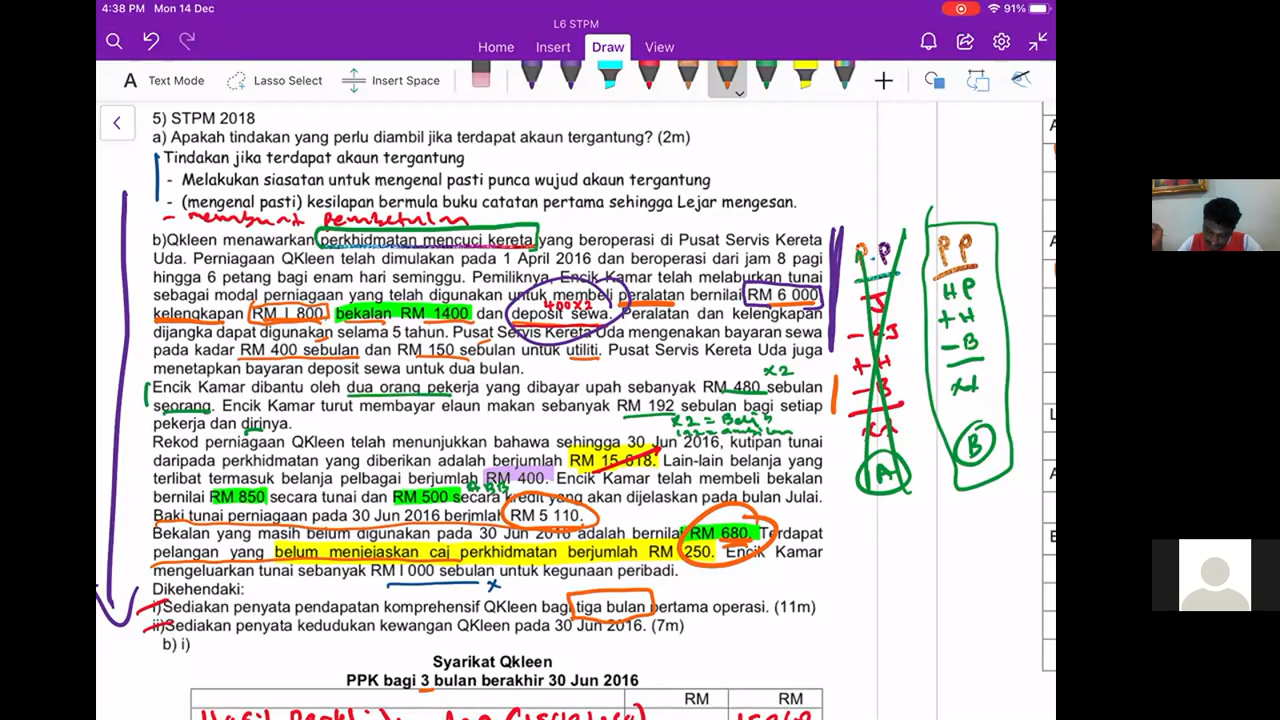 4:38 PM Mon 14 Dec
91%
L6 STPM
Home Insert Draw View
Text Mode
Lasso Select
Insert Space
5) STPM 2018
a) Apakah tindakan yang perlu diambil jika terdapat akaun tergantung? (2m)
Tindakan jika terdapat akaun tergantung
- Melakukan siasatan untuk mengenal pasti punca wujud akaun tergantung
- (mengenal pasti) kesilapan bermula buku catatan pertama sehingga Lejar mengesan.
- membuat Pembetulan
b)Qkleen menawarkan perkhidmatan mencuci kereta yang beroperasi di Pusat Servis Kereta
Uda. Perniagaan QKleen telah dimulakan pada 1 April 2016 dan beroperasi dari jam 8 pagi
hingga 6 petang bagi enam hari seminggu. Pemiliknya, Encik Kamar telah melaburkan tunai
sebagai modal perniagaan yang telah digunakan untuk membeli peralatan bernilai RM 6 000
400x2
kelengkapan RM 1 800, bekalan RM 1400 dan deposit sewa. Peralatan dan kelengkapan
dijangka dapat digunakan selama 5 tahun. Pusat Servis Kereta Uda mengenakan bayaran sewa
pada kadar RM 400 sebulan dan RM 150 sebulan untuk utiliti. Pusat Servis Kereta Uda juga
menetapkan bayaran deposit sewa untuk dua bulan.
x2
Encik Kamar dibantu oleh dua orang pekerja yang dibayar upah sebanyak RM 480 sebulan
seorang. Encik Kamar turut membayar elaun makan sebanyak RM 192 sebulan bagi setiap
pekerja dan dirinya.
x2 = Belj
Rekod perniagaan QKleen telah menunjukkan bahawa sehingga 30 Jun 2016, kutipan tunai
daripada perkhidmatan yang diberikan adalah berjumlah RM 15 618. Lain-lain belanja yang
terlibat termasuk belanja pelbagai berjumlah RM 400. Encik Kamar telah membeli bekalan
bernilai RM 850 secara tunai dan RM 500 secara kredit yang akan dijelaskan pada bulan Julai.
Baki tunai perniagaan pada 30 Jun 2016 berjmlah RM 5 110.
Bekalan yang masih belum digunakan pada 30 Jun 2016 adalah bernilai RM 680. Terdapat
pelangan yang belum menjejaskan caj perkhidmatan berjumlah RM 250. Encik Kamar
mengeluarkan tunai sebanyak RM 1 000 sebulan untuk kegunaan peribadi.
x
Dikehendaki:
i)Sediakan penyata pendapatan komprehensif QKleen bagi tiga bulan pertama operasi. (11m)
ii)Sediakan penyata kedudukan kewangan QKleen pada 30 Jun 2016. (7m)
b) i)
Syarikat Qkleen
PPK bagi 3 bulan berakhir 30 Jun 2016
RM RM
P.P
+ H
- B
A
P P
HP
+ H
- B
B